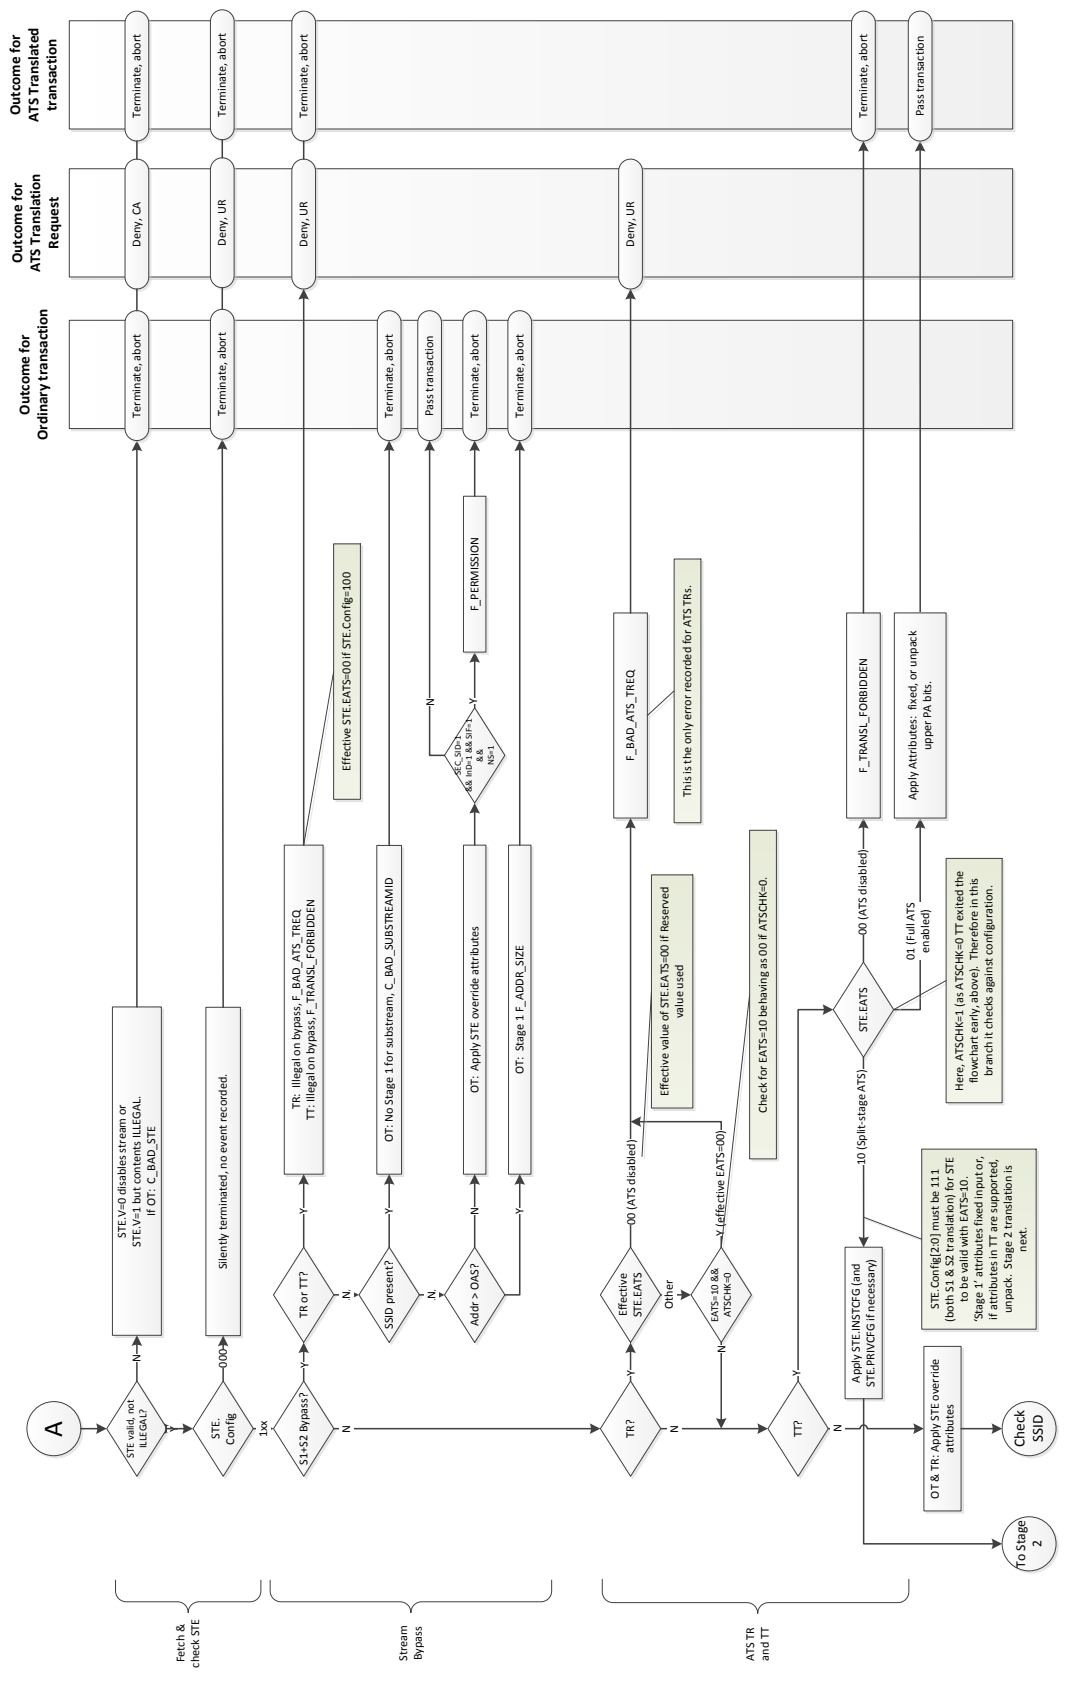 Outcome for
Ordinary transaction
Outcome for
ATS Translation
Request
Outcome for
ATS Translated
transaction
A
STE valid, not
ILLEGAL?
N
Y
STE.V=0 disables stream or
STE.V=1 but contents ILLEGAL.
If OT: C_BAD_STE
Terminate, abort
Deny, CA
Terminate, abort
STE.
Config
000
1xx
Silently terminated, no event recorded.
Terminate, abort
Deny, UR
Terminate, abort
Fetch &
check STE
S1+S2 Bypass?
Y
N
TR or TT?
Y
N
TR: Illegal on bypass, F_BAD_ATS_TREQ
TT: Illegal on bypass, F_TRANSL_FORBIDDEN
Effective STE.EATS=00 if STE.Config=100
Deny, UR
Terminate, abort
SSID present?
Y
N
OT: No Stage 1 for substream, C_BAD_SUBSTREAMID
Terminate, abort
Addr > OAS?
N
Y
OT: Apply STE override attributes
SEC_SID=1
&& InD=1 && SIF=1
&&
NS=1
N
Y
F_PERMISSION
Pass transaction
Terminate, abort
OT: Stage 1 F_ADDR_SIZE
Terminate, abort
Stream
Bypass
TR?
Y
N
Effective
STE.EATS
00 (ATS disabled)
Other
Effective value of STE.EATS=00 if Reserved
value used
F_BAD_ATS_TREQ
This is the only error recorded for ATS TRs.
Deny, UR
EATS=10 &&
ATSCHK=0
N
Y (effective EATS=00)
Check for EATS=10 behaving as 00 if ATSCHK=0.
TT?
Y
N
STE.EATS
00 (ATS disabled)
F_TRANSL_FORBIDDEN
Terminate, abort
01 (Full ATS
enabled)
Apply Attributes: fixed, or unpack
upper PA bits.
Pass transaction
Here, ATSCHK=1 (as ATSCHK=0 TT exited the
flowchart early, above). Therefore in this
branch it checks against configuration.
10 (Split-stage ATS)
Apply STE.INSTCFG (and
STE.PRIVCFG if necessary)
STE.Config[2:0] must be 111
(both S1 & S2 translation) for STE
to be valid with EATS=10.
‘Stage 1’ attributes fixed input or,
if attributes in TT are supported,
unpack. Stage 2 translation is
next.
OT & TR: Apply STE override
attributes
ATS TR
and TT
To Stage
2
Check
SSID